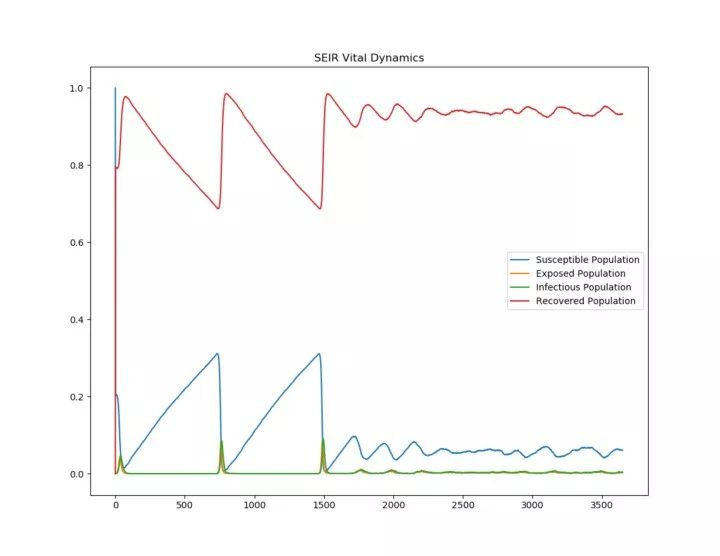 SEIR Vital Dynamics
1.0
0.8
0.6
0.4
0.2
0.0
Susceptible Population
Exposed Population
Infectious Population
Recovered Population
0 500 1000 1500 2000 2500 3000 3500